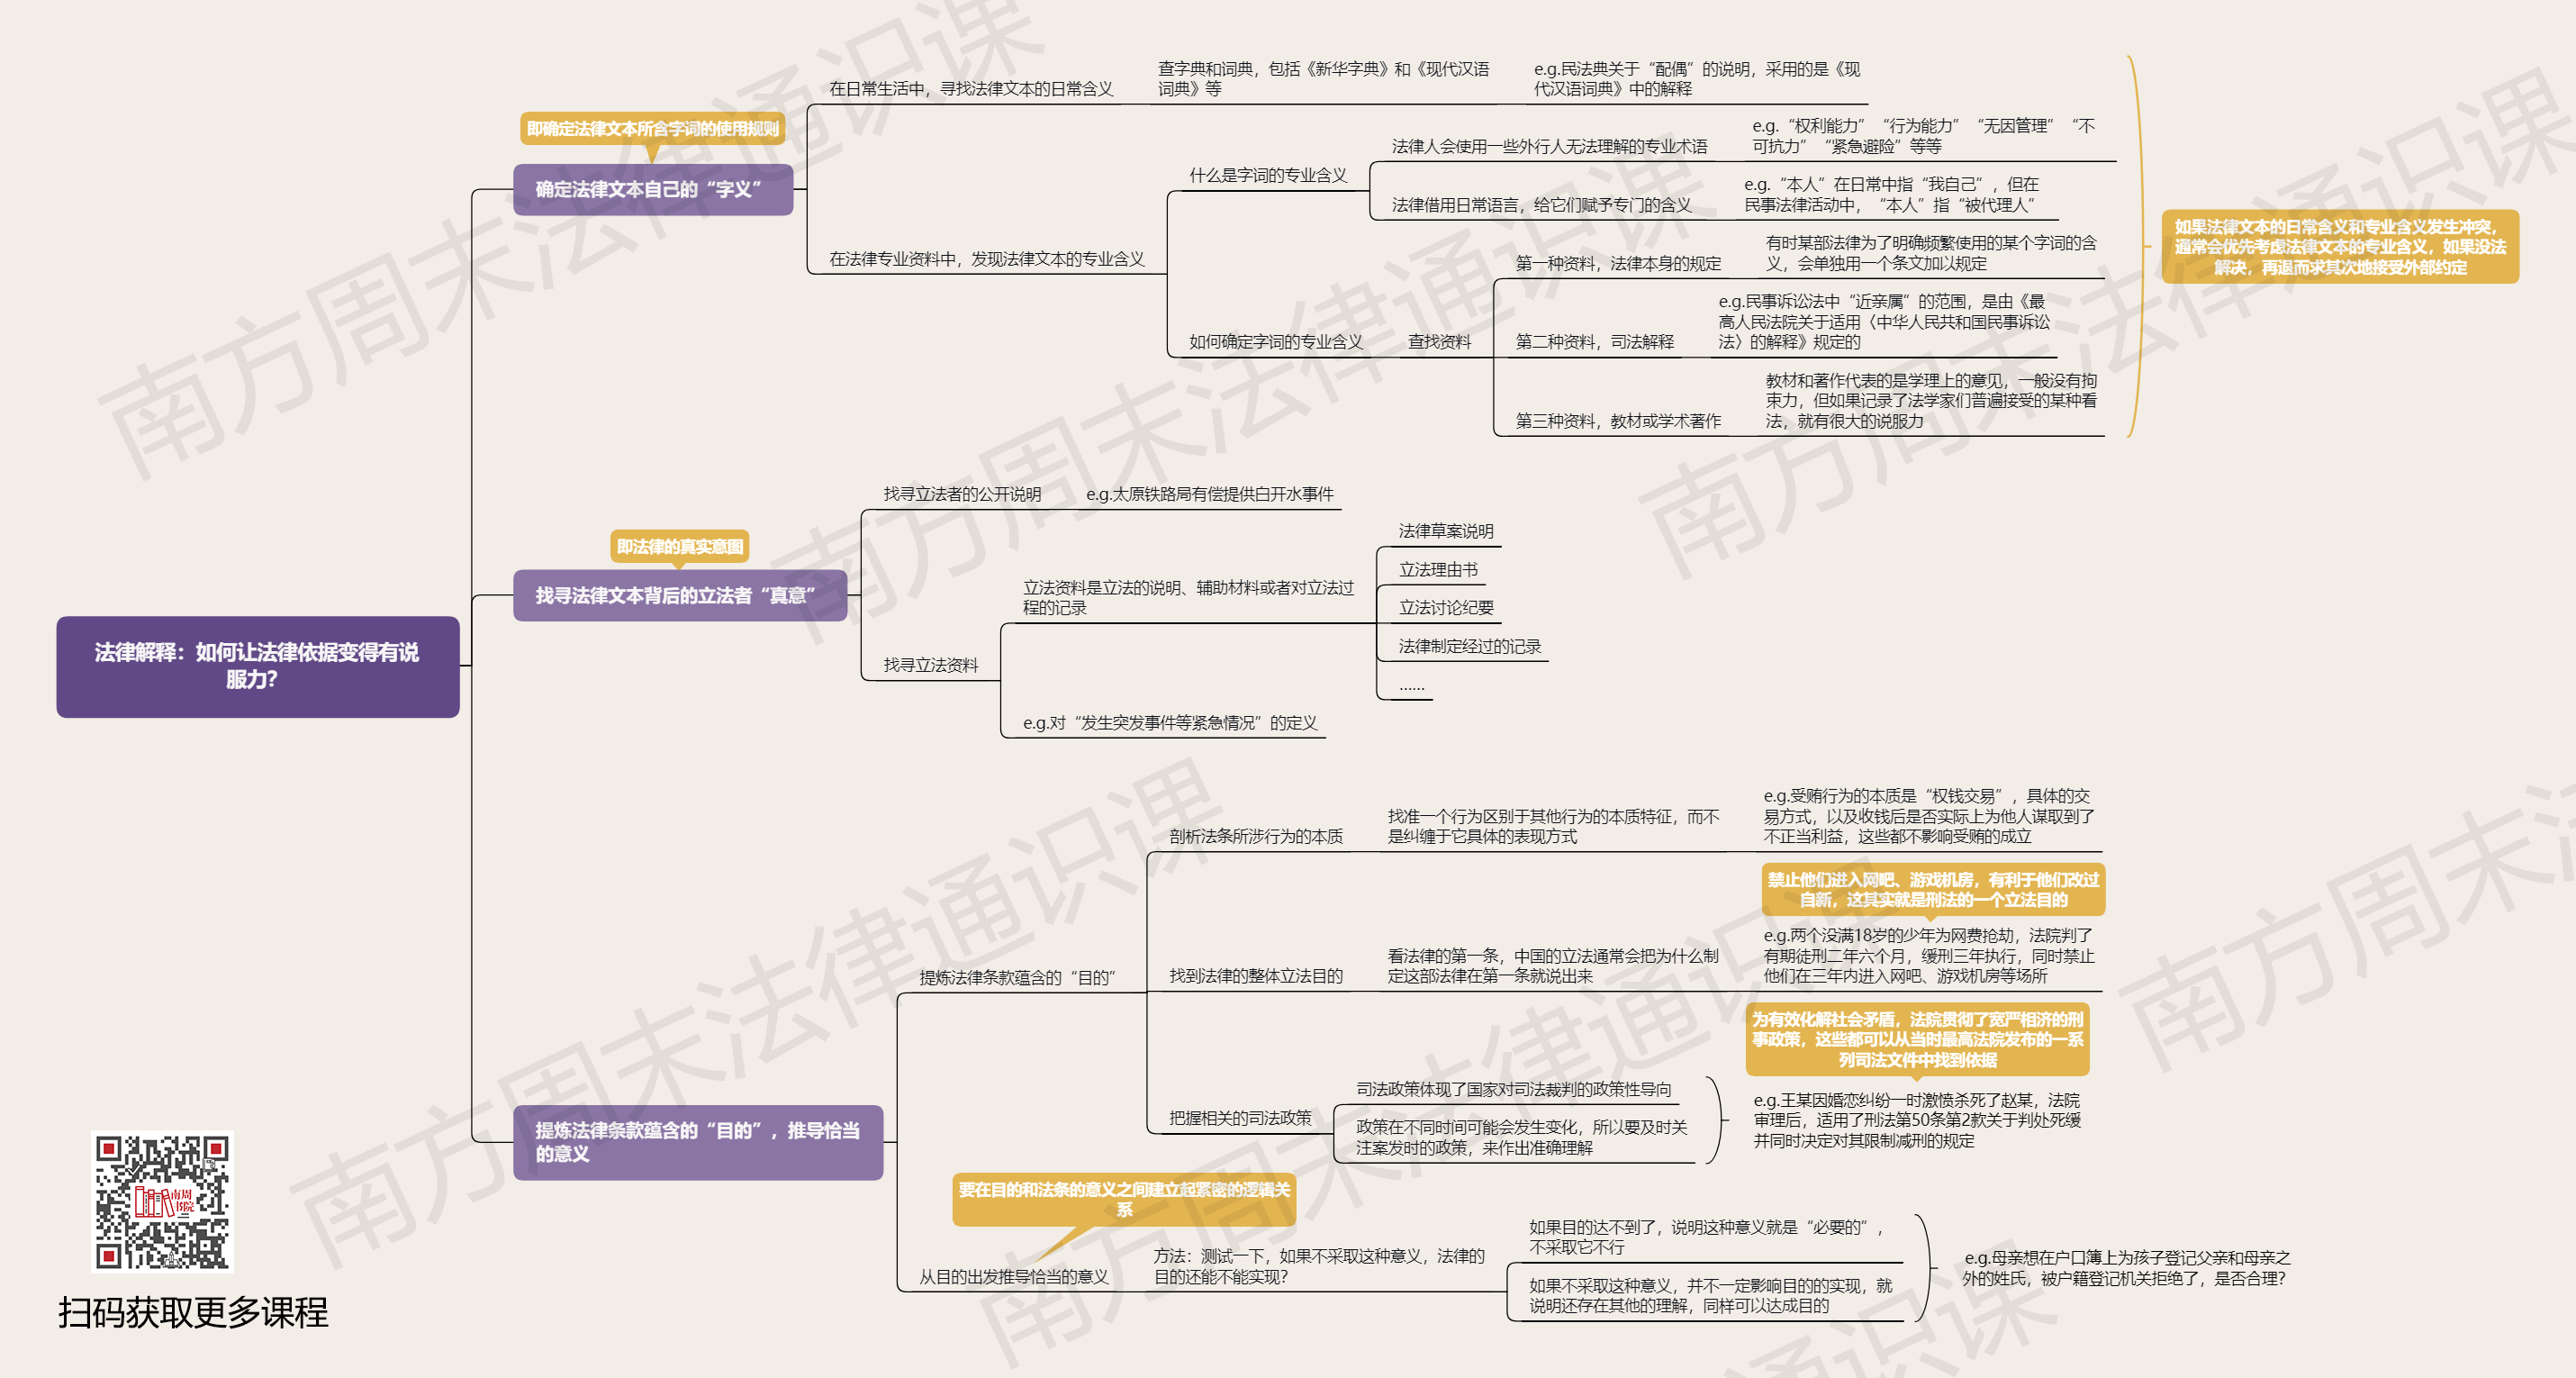 法律解释：如何让法律依据变得有说
服力？
即确定法律文本所含字词的使用规则
确定法律文本自己的“字义”
在日常生活中，寻找法律文本的日常含义
查字典和词典，包括《新华字典》和《现代汉语
词典》等
e.g.民法典关于“配偶”的说明，采用的是《现
代汉语词典》中的解释
在法律专业资料中，发现法律文本的专业含义
什么是字词的专业含义
法律人会使用一些外行人无法理解的专业术语
e.g.“权利能力”“行为能力”“无因管理”“不
可抗力”“紧急避险”等等
法律借用日常语言，给它们赋予专门的含义
e.g.“本人”在日常中指“我自己”，但在
民事法律活动中，“本人”指“被代理人”
如何确定字词的专业含义
查找资料
第一种资料，法律本身的规定
有时某部法律为了明确频繁使用的某个字词的含
义，会单独用一个条文加以规定
第二种资料，司法解释
e.g.民事诉讼法中“近亲属”的范围，是由《最
高人民法院关于适用〈中华人民共和国民事诉讼
法〉的解释》规定的
第三种资料，教材或学术著作
教材和著作代表的是学理上的意见，一般没有拘
束力，但如果记录了法学家们普遍接受的某种看
法，就有很大的说服力
如果法律文本的日常含义和专业含义发生冲突，
通常会优先考虑法律文本的专业含义，如果没法
解决，再退而求其次地接受外部约定
即法律的真实意图
找寻法律文本背后的立法者“真意”
找寻立法者的公开说明
e.g.太原铁路局有偿提供白开水事件
找寻立法资料
立法资料是立法的说明、辅助材料或者对立法过
程的记录
法律草案说明
立法理由书
立法讨论纪要
法律制定经过的记录
……
e.g.对“发生突发事件等紧急情况”的定义
提炼法律条款蕴含的“目的”，推导恰当
的意义
提炼法律条款蕴含的“目的”
剖析法条所涉行为的本质
找准一个行为区别于其他行为的本质特征，而不
是纠缠于它具体的表现方式
e.g.受贿行为的本质是“权钱交易”，具体的交
易方式，以及收钱后是否实际上为他人谋取到了
不正当利益，这些都不影响受贿的成立
找到法律的整体立法目的
看法律的第一条，中国的立法通常会把为什么制
定这部法律在第一条就说出来
禁止他们进入网吧、游戏机房，有利于他们改过
自新，这其实就是刑法的一个立法目的
e.g.两个没满18岁的少年为网费抢劫，法院判了
有期徒刑二年六个月，缓刑三年执行，同时禁止
他们在三年内进入网吧、游戏机房等场所
把握相关的司法政策
司法政策体现了国家对司法裁判的政策性导向
政策在不同时间可能会发生变化，所以要及时关
注案发时的政策，来作出准确理解
为有效化解社会矛盾，法院贯彻了宽严相济的刑
事政策，这些都可以从当时最高法院发布的一系
列司法文件中找到依据
e.g.王某因婚恋纠纷一时激愤杀死了赵某，法院
审理后，适用了刑法第50条第2款关于判处死缓
并同时决定对其限制减刑的规定
要在目的和法条的意义之间建立起紧密的逻辑关
系
从目的出发推导恰当的意义
方法：测试一下，如果不采取这种意义，法律的
目的还能不能实现？
如果目的达不到了，说明这种意义就是“必要的”，
不采取它不行
如果不采取这种意义，并不一定影响目的的实现，就
说明还存在其他的理解，同样可以达成目的
e.g.母亲想在户口簿上为孩子登记父亲和母亲之
外的姓氏，被户籍登记机关拒绝了，是否合理？
南周
书院
扫码获取更多课程
南方周末法律通识课
南方周末法律通识课
南方周末法律通识课
南方周末法律通识课
南方周末法律通识课
南方周末法
通识课